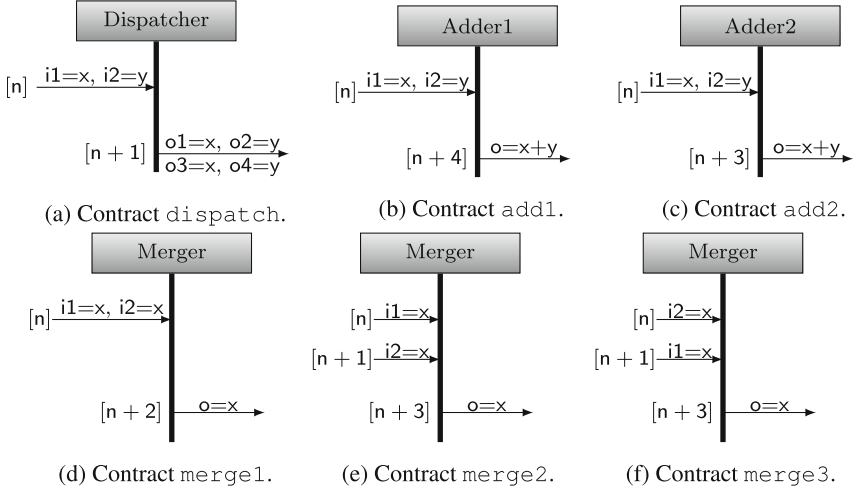 Dispatcher
[n] i1=x, i2=y
[n + 1] o1=x, o2=y
o3=x, o4=y
(a) Contract dispatch.
Adder1
[n] i1=x, i2=y
[n + 4] o=x+y
(b) Contract add1.
Adder2
[n] i1=x, i2=y
[n + 3] o=x+y
(c) Contract add2.
Merger
[n] i1=x, i2=x
[n + 2] o=x
(d) Contract merge1.
Merger
[n] i1=x
[n + 1] i2=x
[n + 3] o=x
(e) Contract merge2.
Merger
[n] i2=x
[n + 1] i1=x
[n + 3] o=x
(f) Contract merge3.